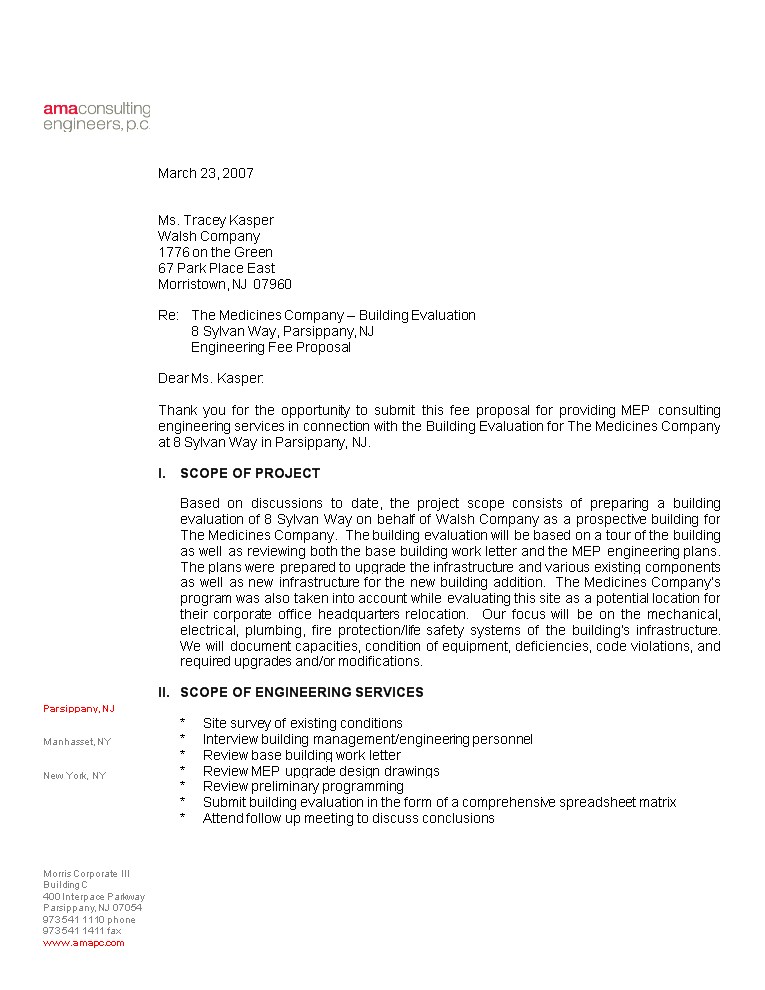 amaconsulting
engineers, p.c.
March 23, 2007
Ms. Tracey Kasper
Walsh Company
1776 on the Green
67 Park Place East
Morristown, NJ 07960
Re: The Medicines Company – Building Evaluation
8 Sylvan Way, Parsippany, NJ
Engineering Fee Proposal
Dear Ms. Kasper:
Thank you for the opportunity to submit this fee proposal for providing MEP consulting
engineering services in connection with the Building Evaluation for The Medicines Company
at 8 Sylvan Way in Parsippany, NJ.
I. SCOPE OF PROJECT
Based on discussions to date, the project scope consists of preparing a building
evaluation of 8 Sylvan Way on behalf of Walsh Company as a prospective building for
The Medicines Company. The building evaluation will be based on a tour of the building
as well as reviewing both the base building work letter and the MEP engineering plans.
The plans were prepared to upgrade the infrastructure and various existing components
as well as new infrastructure for the new building addition. The Medicines Company's
program was also taken into account while evaluating this site as a potential location for
their corporate office headquarters relocation. Our focus will be on the mechanical,
electrical, plumbing, fire protection/life safety systems of the building's infrastructure.
We will document capacities, condition of equipment, deficiencies, code violations, and
required upgrades and/or modifications.
II. SCOPE OF ENGINEERING SERVICES
* Site survey of existing conditions
* Interview building management/engineering personnel
* Review base building work letter
* Review MEP upgrade design drawings
* Review preliminary programming
* Submit building evaluation in the form of a comprehensive spreadsheet matrix
* Attend follow up meeting to discuss conclusions
Parsippany, NJ
Manhasset, NY
New York, NY
Morris Corporate III
Building C
400 Interpace Parkway
Parsippany, NJ 07054
973 541 1110 phone
973 541 1411 fax
www.amapc.com